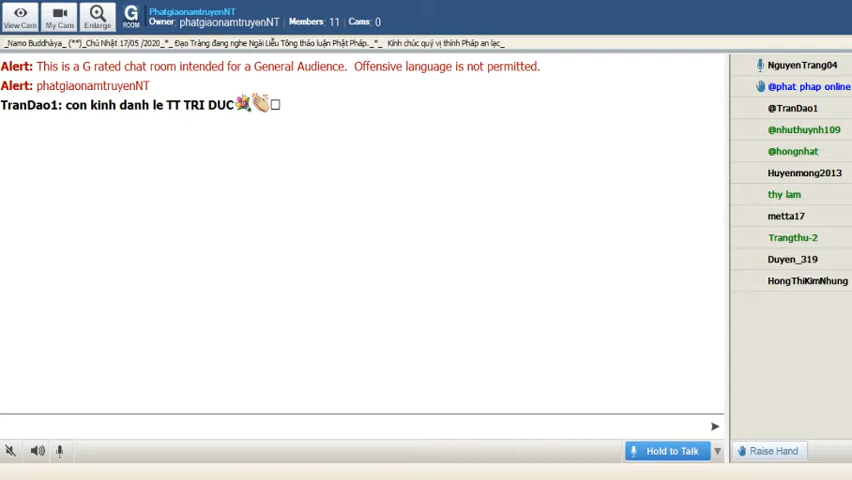 View Cam
My Cam
Enlarge
G
ROOM
PhatgiaonamtruyenNT
Owner: phatgiaonamtruyenNT Members: 11 Cams: 0
_Namo Buddhàya_ (**)_Chủ Nhật 17/05 /2020_*_ Đạo Tràng đang nghe Ngài Liễu Tông thảo luận Phật Pháp._*_ Kính chúc quý vị thính Pháp an lạc_
Alert: This is a G rated chat room intended for a General Audience. Offensive language is not permitted.
Alert: phatgiaonamtruyenNT
TranDao1: con kinh danh le TT TRI DUC
NguyenTrang04
@phat phap online
@TranDao1
@nhuthuynh109
@hongnhat
Huyenmong2013
thy lam
metta17
Trangthu-2
Duyen_319
HongThiKimNhung
Hold to Talk
Raise Hand